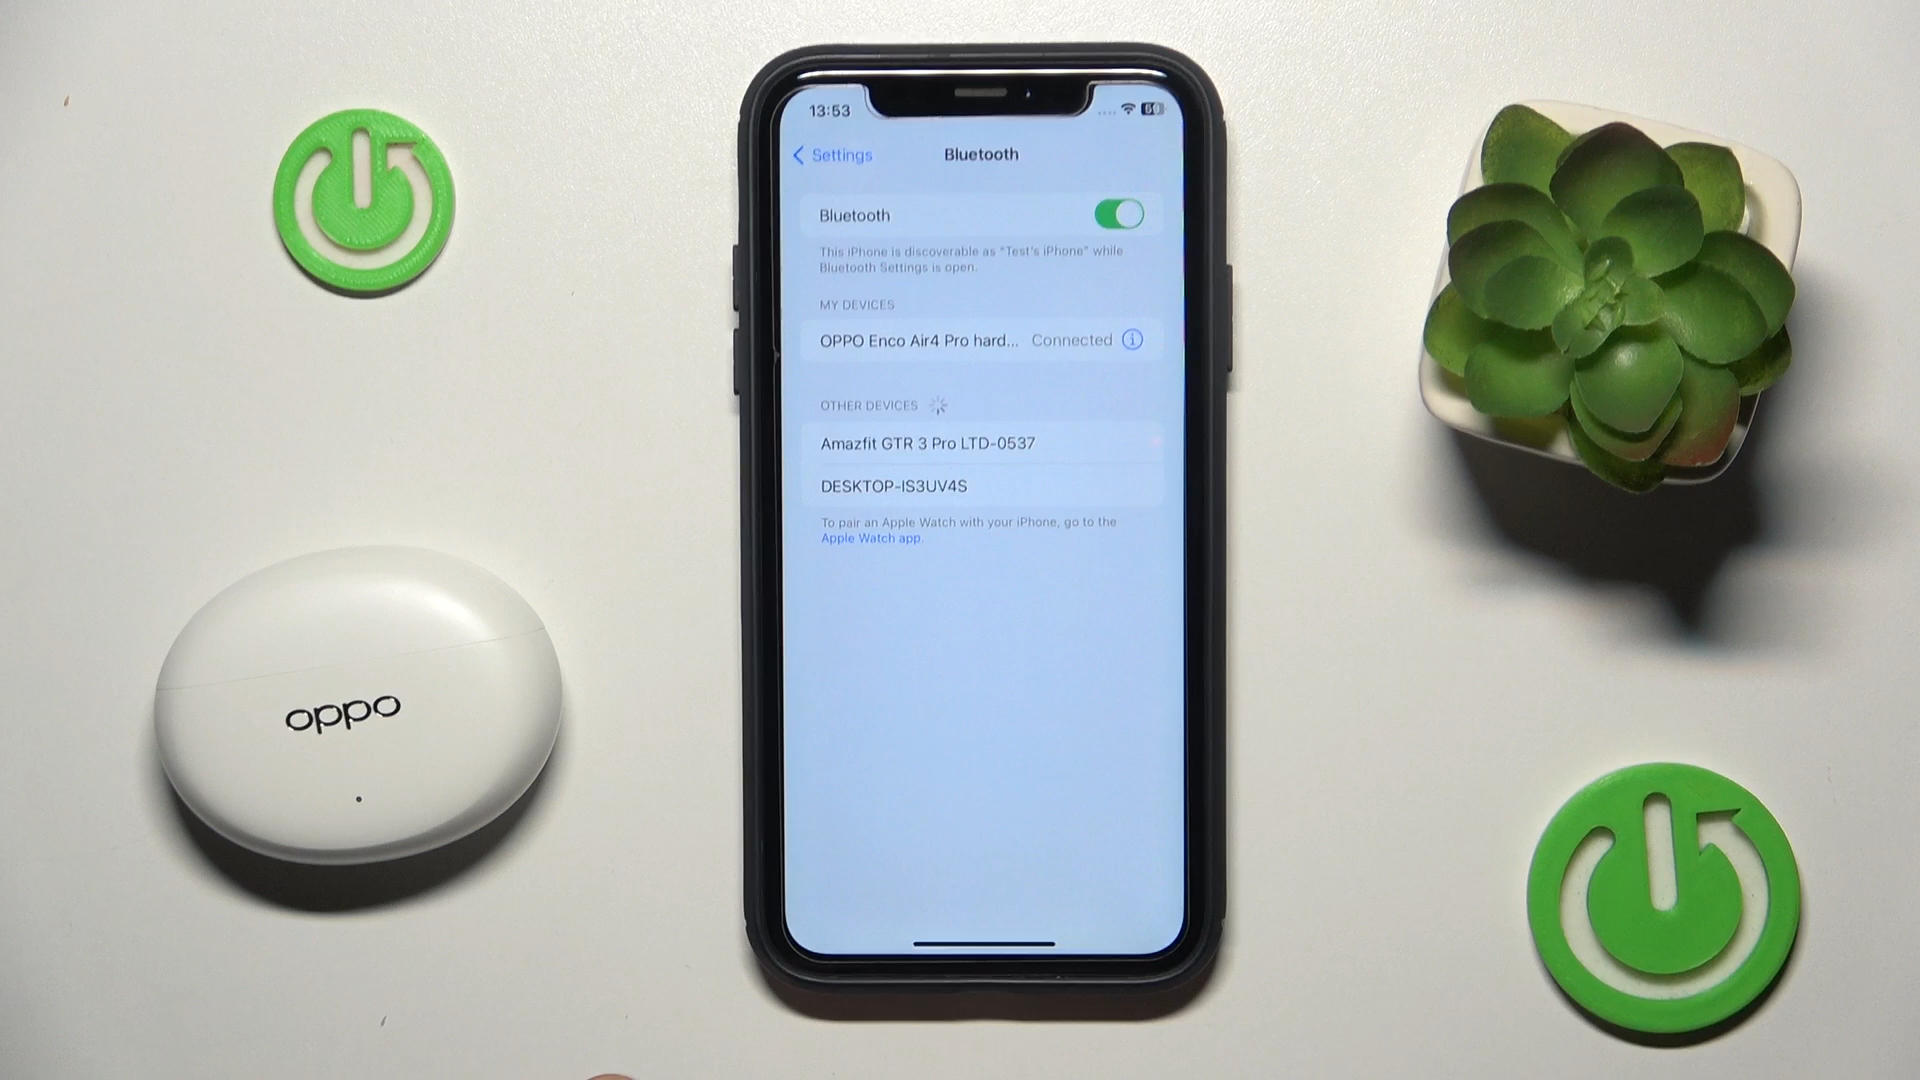 13:53
60
Settings
Bluetooth
Bluetooth
This iPhone is discoverable as “Test's iPhone” while
Bluetooth Settings is open.
MY DEVICES
OPPO Enco Air4 Pro hard... Connected
OTHER DEVICES
Amazfit GTR 3 Pro LTD-0537
DESKTOP-IS3UV4S
To pair an Apple Watch with your iPhone, go to the
Apple Watch app.
oppo